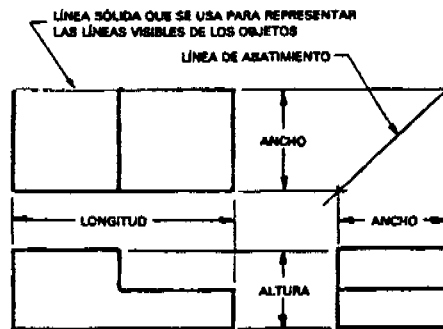 LÍNEA SÓLIDA QUE SE USA PARA REPRESENTAR
LAS LÍNEAS VISIBLES DE LOS OBJETOS
LÍNEA DE ABATIMIENTO
ANCHO
LONGITUD
ANCHO
ALTURA